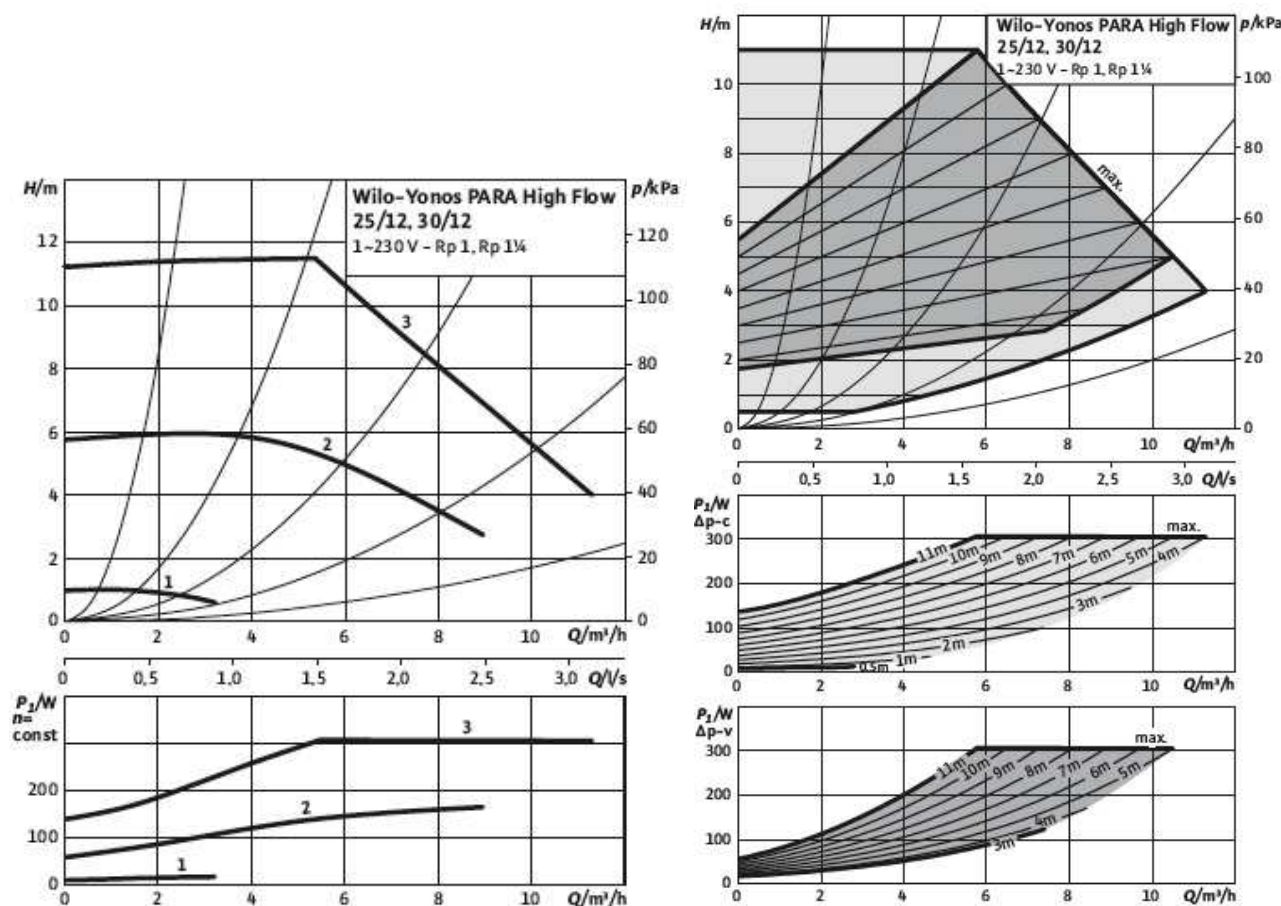 H/m
p/kPa
Wilo-Yonos PARA High Flow
25/12, 30/12
1~230 V - Rp 1, Rp 1¼
12
10
8
6
4
2
0
120
100
80
60
40
20
0
1
2
3
0 2 4 6 8 10 Q/m³/h
0 0,5 1,0 1,5 2,0 2,5 3,0 Q/l/s
P₁/W
n=
const
200
100
0
1
2
3
0 2 4 6 8 10 Q/m³/h
H/m
p/kPa
Wilo-Yonos PARA High Flow
25/12, 30/12
1~230 V - Rp 1, Rp 1¼
10
8
6
4
2
0
100
80
60
40
20
0
max.
0 2 4 6 8 10 Q/m³/h
0 0,5 1,0 1,5 2,0 2,5 3,0 Q/l/s
P₁/W
Δp-c
300
200
100
0
max.
11m 10m 9m 8m 7m 6m 5m 4m
3m
2m
1m
0.5m
0 2 4 6 8 10 Q/m³/h
P₁/W
Δp-v
300
200
100
0
max.
11m 10m 9m 8m 7m 6m 5m
4m
3m
0 2 4 6 8 10 Q/m³/h